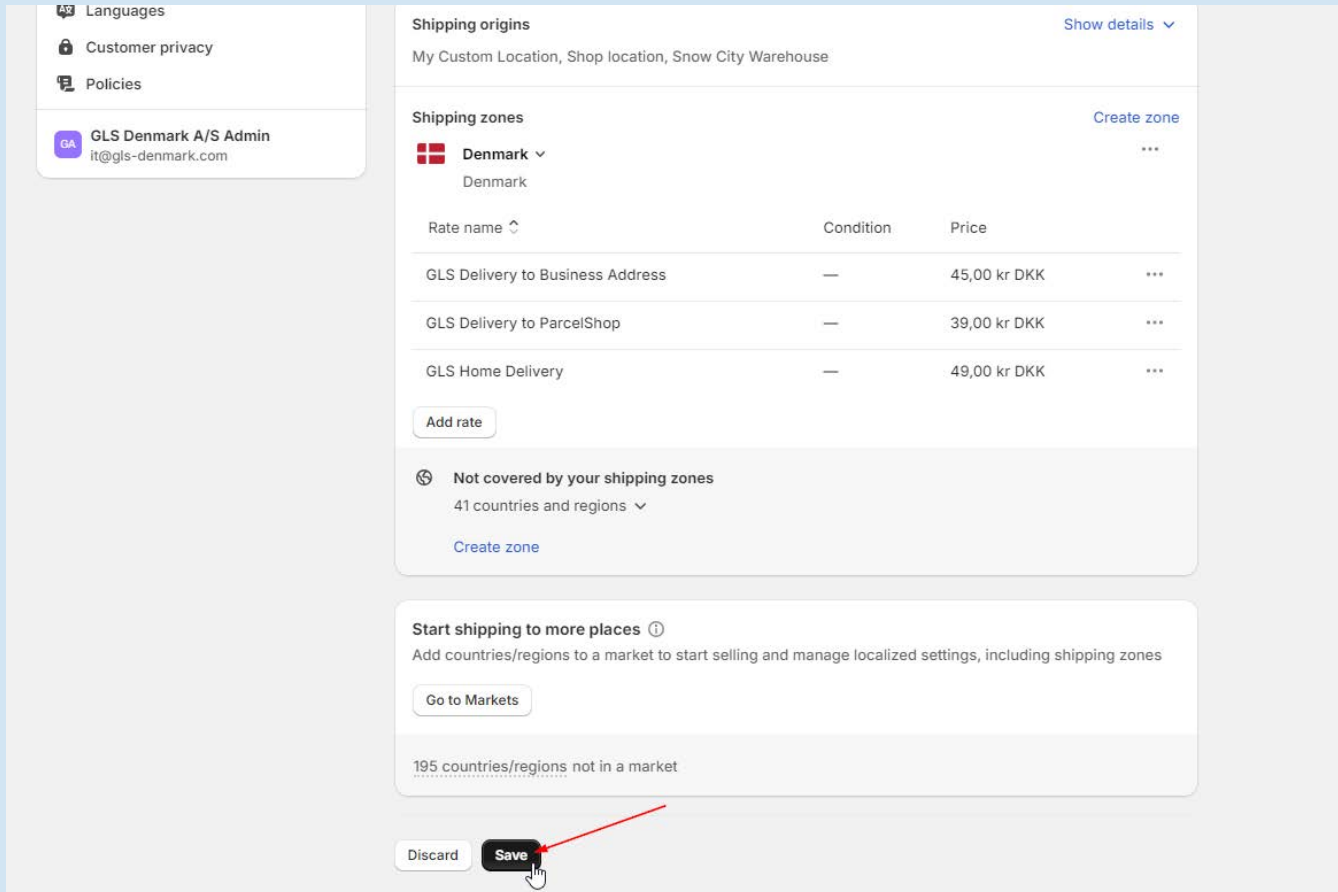 Languages
Customer privacy
Policies
GA
GLS Denmark A/S Admin
it@gls-denmark.com
Shipping origins
Show details
My Custom Location, Shop location, Snow City Warehouse
Shipping zones
Create zone
Denmark
Denmark
Rate name Condition Price
GLS Delivery to Business Address — 45,00 kr DKK
GLS Delivery to ParcelShop — 39,00 kr DKK
GLS Home Delivery — 49,00 kr DKK
Add rate
Not covered by your shipping zones
41 countries and regions
Create zone
Start shipping to more places
Add countries/regions to a market to start selling and manage localized settings, including shipping zones
Go to Markets
195 countries/regions not in a market
Discard Save